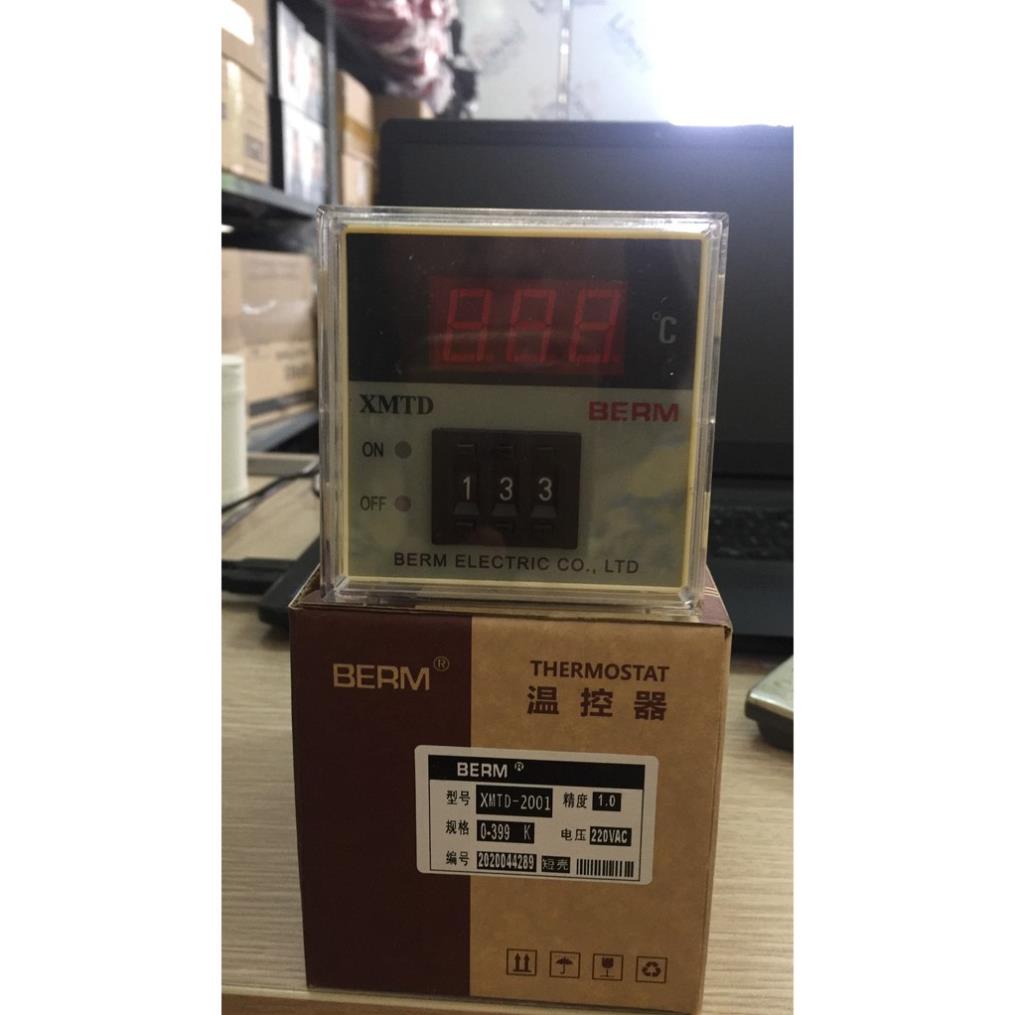 °C
XMTD BERM
ON
OFF
1 3 3
BERM ELECTRIC CO., LTD
BERM®
THERMOSTAT
温控器
BERM®
型号 XMTD-2001 精度 1.0
规格 0-399 K 电压 220VAC
编号 2020044289 短壳